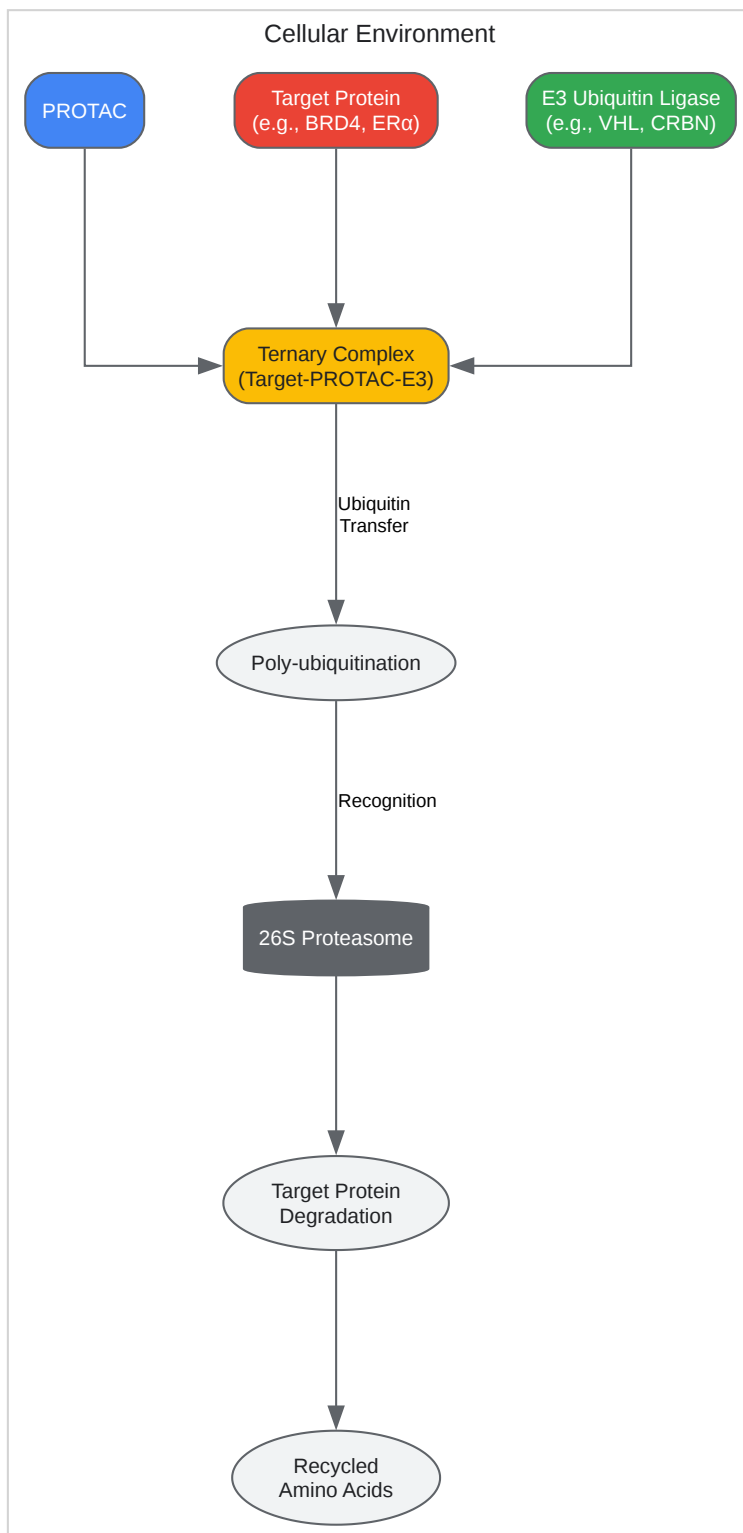 Cellular Environment
PROTAC
Target Protein
(e.g., BRD4, ERα)
E3 Ubiquitin Ligase
(e.g., VHL, CRBN)
Ternary Complex
(Target-PROTAC-E3)
Ubiquitin
Transfer
Poly-ubiquitination
Recognition
26S Proteasome
Target Protein
Degradation
Recycled
Amino Acids